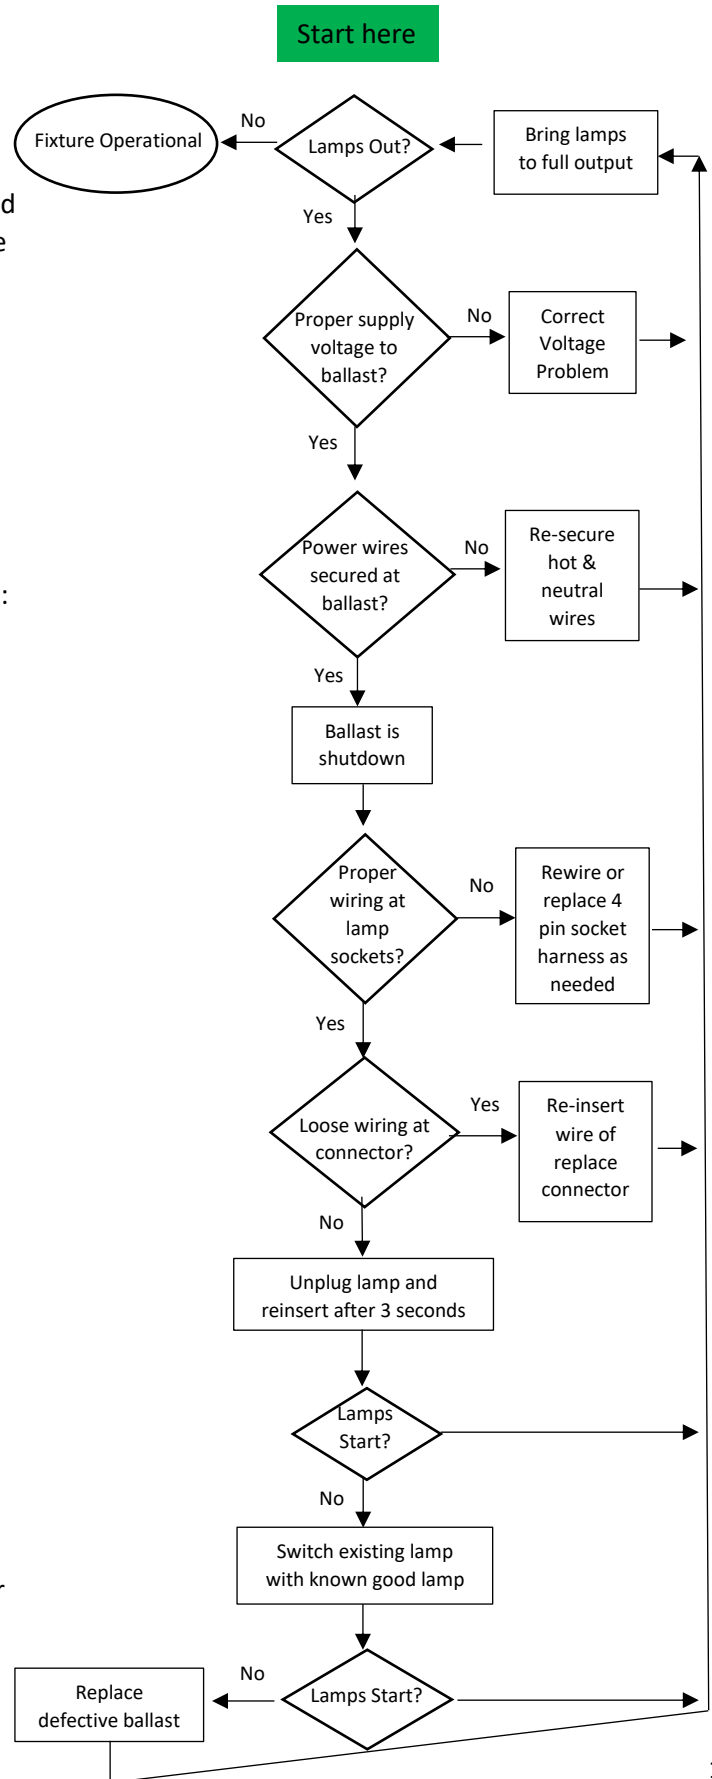 Start here
Fixture Operational
No
Lamps Out?
Bring lamps
to full output
d
Yes
e
Proper supply
voltage to
ballast?
No
Correct
Voltage
Problem
Yes
Power wires
secured at
ballast?
No
Re-secure
hot &
neutral
wires
:
Yes
Ballast is
shutdown
Proper
wiring at
lamp
sockets?
No
Rewire or
replace 4
pin socket
harness as
needed
Yes
Loose wiring at
connector?
Yes
Re-insert
wire of
replace
connector
No
Unplug lamp and
reinsert after 3 seconds
Lamps
Start?
No
Switch existing lamp
with known good lamp
r
Lamps Start?
No
Replace
defective ballast